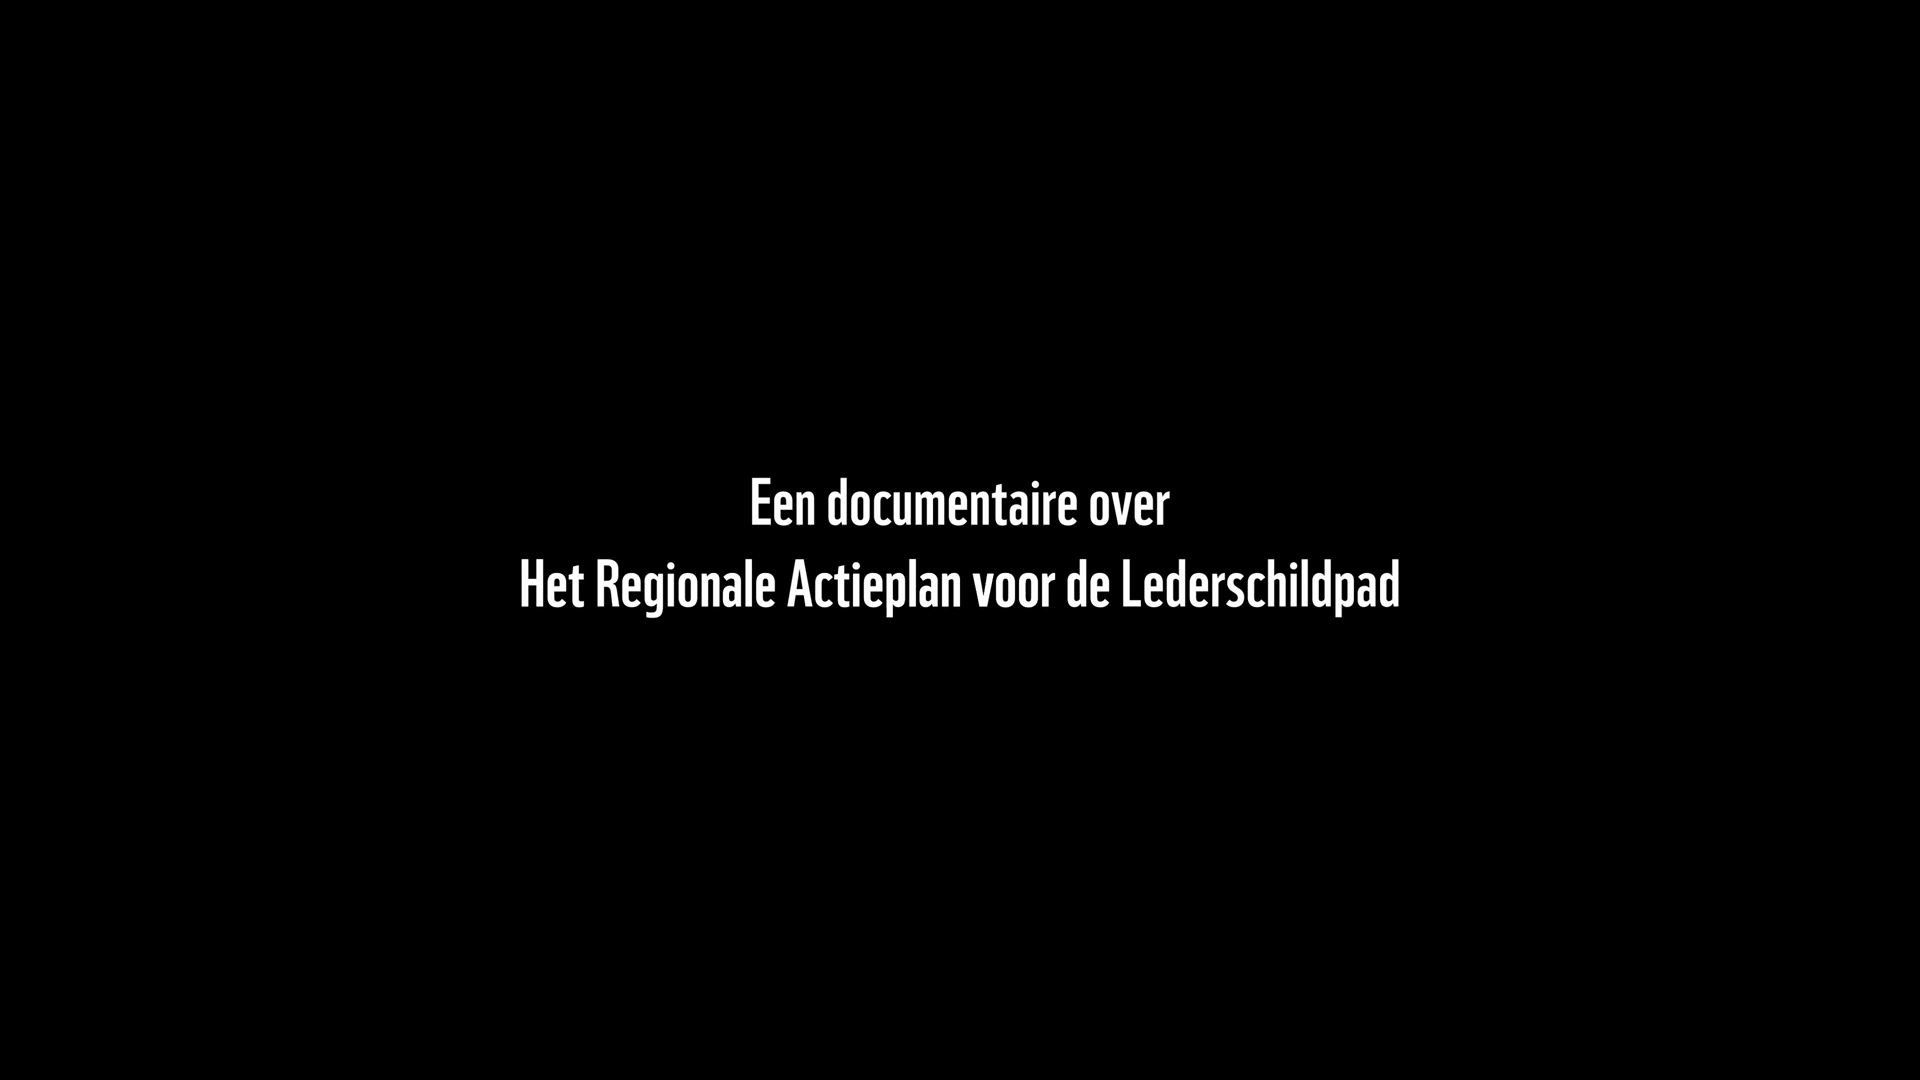 Een documentaire over
Het Regionale Actieplan voor de Lederschildpad